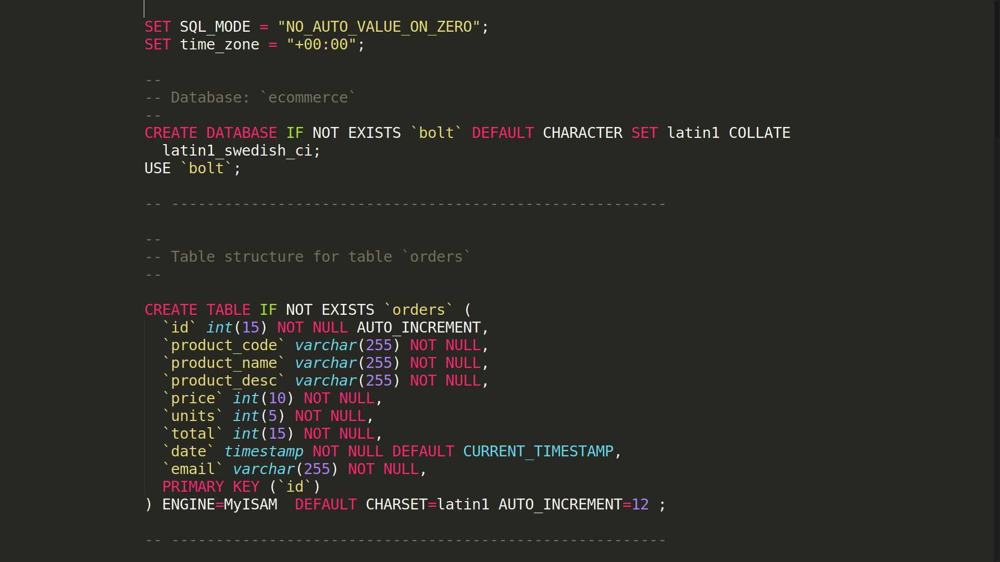 SET SQL_MODE = "NO_AUTO_VALUE_ON_ZERO";
SET time_zone = "+00:00";
--
-- Database: `ecommerce`
--
CREATE DATABASE IF NOT EXISTS `bolt` DEFAULT CHARACTER SET latin1 COLLATE
latin1_swedish_ci;
USE `bolt`;
-- --------------------------------------------------------
--
-- Table structure for table `orders`
--
CREATE TABLE IF NOT EXISTS `orders` (
`id` int(15) NOT NULL AUTO_INCREMENT,
`product_code` varchar(255) NOT NULL,
`product_name` varchar(255) NOT NULL,
`product_desc` varchar(255) NOT NULL,
`price` int(10) NOT NULL,
`units` int(5) NOT NULL,
`total` int(15) NOT NULL,
`date` timestamp NOT NULL DEFAULT CURRENT_TIMESTAMP,
`email` varchar(255) NOT NULL,
PRIMARY KEY (`id`)
) ENGINE=MyISAM  DEFAULT CHARSET=latin1 AUTO_INCREMENT=12 ;
-- --------------------------------------------------------